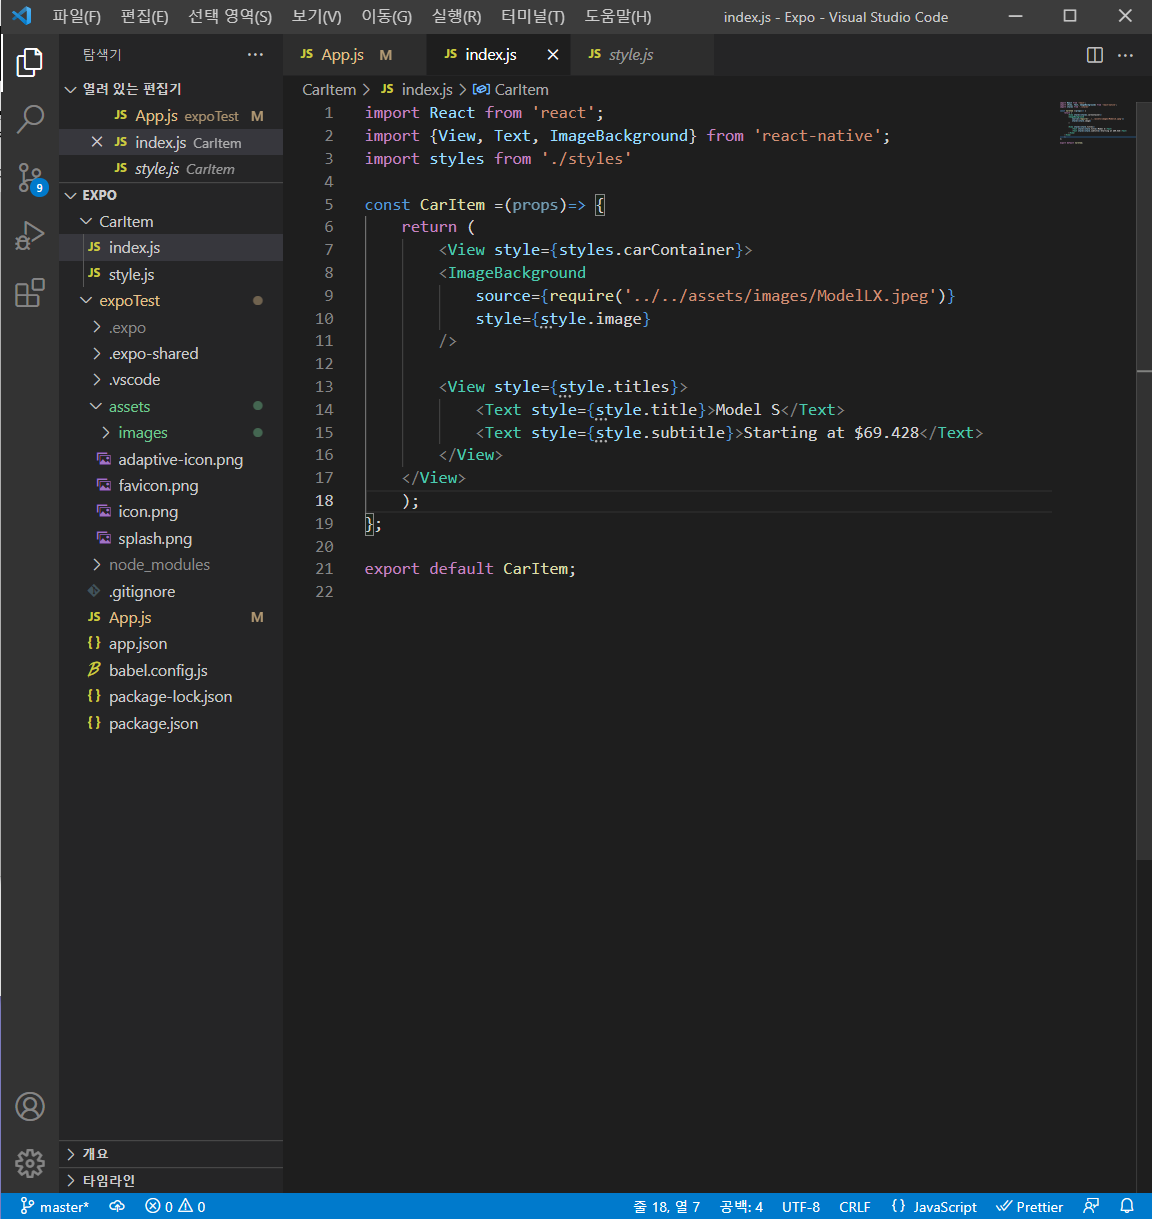 파일(F) 편집(E) 선택 영역(S) 보기(V) 이동(G) 실행(R) 터미널(T) 도움말(H) index.js - Expo - Visual Studio Code
탐색기
열려 있는 편집기
JS App.js expoTest M
JS index.js CarItem
JS style.js CarItem
EXPO
CarItem
JS index.js
JS style.js
expoTest
.expo
.expo-shared
.vscode
assets
images
adaptive-icon.png
favicon.png
icon.png
splash.png
node_modules
.gitignore
JS App.js M
{} app.json
babel.config.js
{} package-lock.json
{} package.json
개요
타임라인
9
JS App.js M JS index.js JS style.js
CarItem > JS index.js > CarItem
1 import React from 'react';
2 import {View, Text, ImageBackground} from 'react-native';
3 import styles from './styles'
4
5 const CarItem =(props)=> {
6 return (
7 <View style={styles.carContainer}>
8 <ImageBackground
9 source={require('../../assets/images/ModelLX.jpeg')}
10 style={style.image}
11 />
12
13 <View style={style.titles}>
14 <Text style={style.title}>Model S</Text>
15 <Text style={style.subtitle}>Starting at $69.428</Text>
16 </View>
17 </View>
18 );
19 };
20
21 export default CarItem;
22
master* 0 0 줄 18, 열 7 공백: 4 UTF-8 CRLF {} JavaScript Prettier